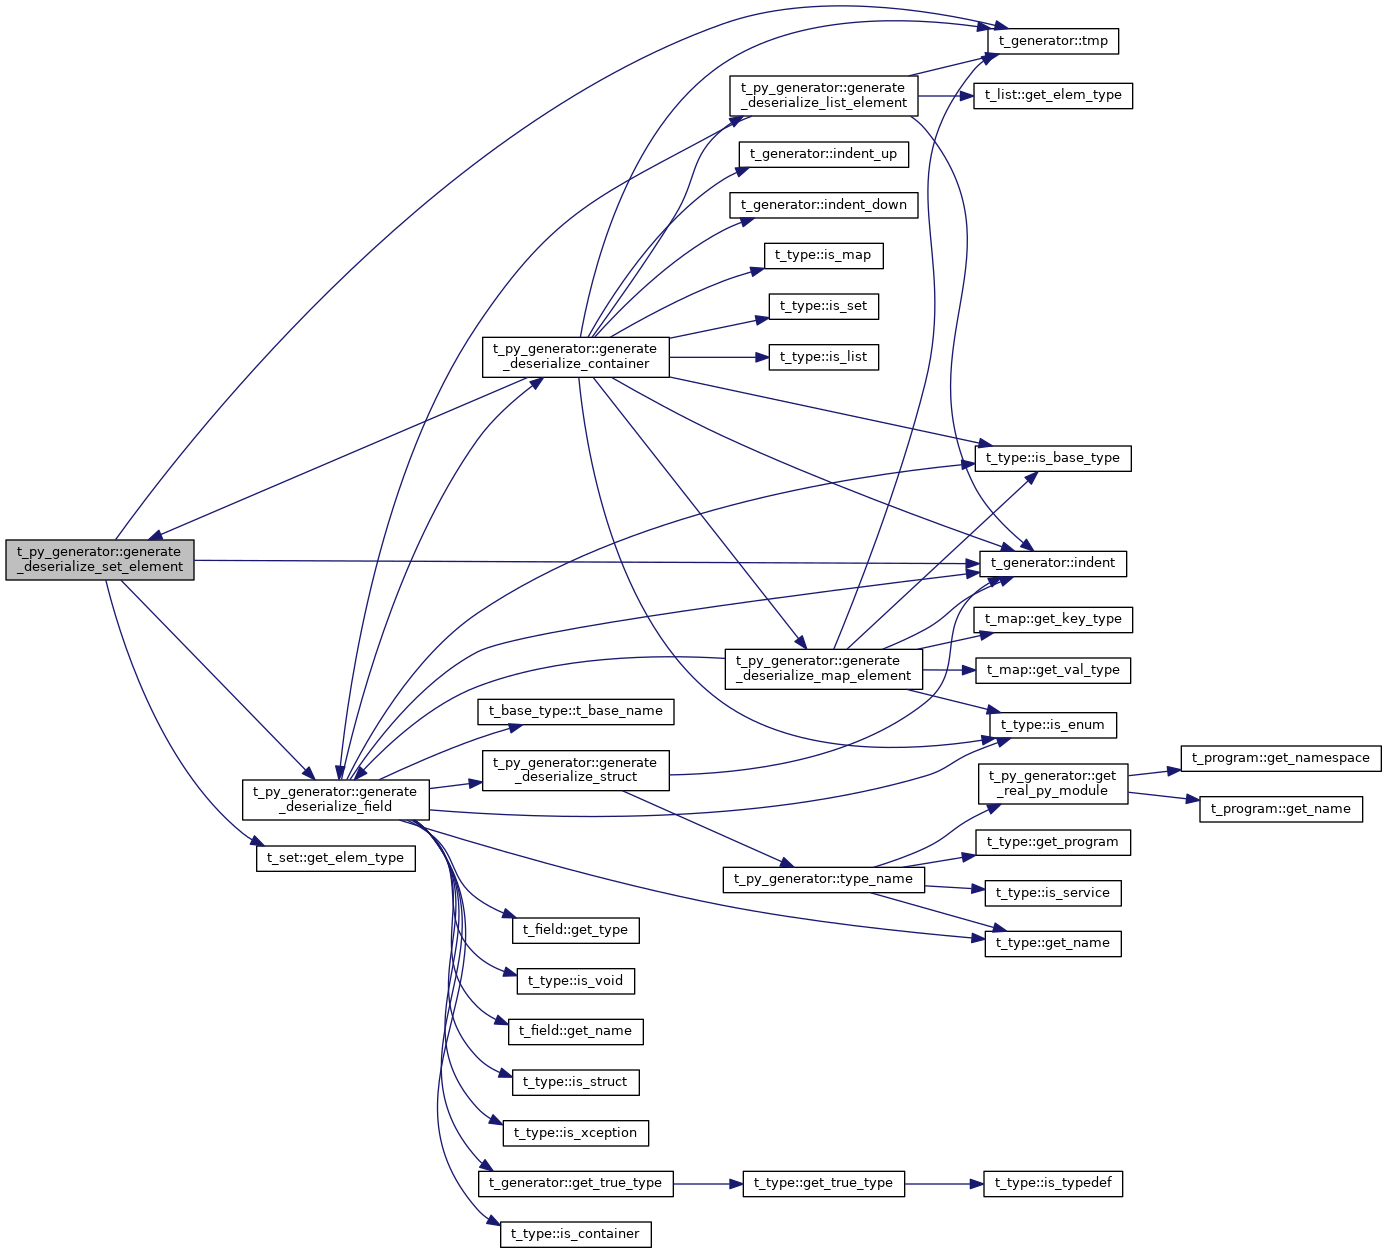 t_generator::tmp
t_py_generator::generate
_deserialize_list_element
t_list::get_elem_type
t_generator::indent_up
t_generator::indent_down
t_type::is_map
t_type::is_set
t_py_generator::generate
_deserialize_container
t_type::is_list
t_type::is_base_type
t_py_generator::generate
_deserialize_set_element
t_generator::indent
t_map::get_key_type
t_py_generator::generate
_deserialize_map_element
t_map::get_val_type
t_base_type::t_base_name
t_type::is_enum
t_py_generator::generate
_deserialize_struct
t_program::get_namespace
t_py_generator::get
_real_py_module
t_py_generator::generate
_deserialize_field
t_program::get_name
t_type::get_program
t_set::get_elem_type
t_py_generator::type_name
t_type::is_service
t_field::get_type
t_type::get_name
t_type::is_void
t_field::get_name
t_type::is_struct
t_type::is_xception
t_generator::get_true_type
t_type::get_true_type
t_type::is_typedef
t_type::is_container